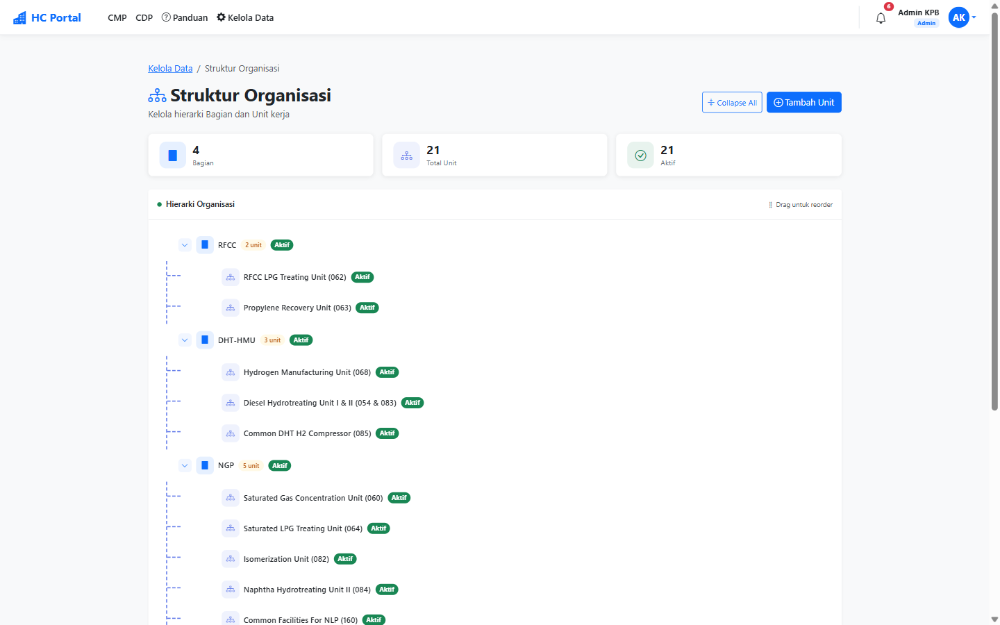 HC Portal CMP CDP Panduan Kelola Data 6 Admin KPB Admin AK
Kelola Data / Struktur Organisasi
Struktur Organisasi
Kelola hierarki Bagian dan Unit kerja
Collapse All Tambah Unit
4 Bagian
21 Total Unit
21 Aktif
Hierarki Organisasi Drag untuk reorder
RFCC 2 unit Aktif
RFCC LPG Treating Unit (062) Aktif
Propylene Recovery Unit (063) Aktif
DHT-HMU 3 unit Aktif
Hydrogen Manufacturing Unit (068) Aktif
Diesel Hydrotreating Unit I & II (054 & 083) Aktif
Common DHT H2 Compressor (085) Aktif
NGP 5 unit Aktif
Saturated Gas Concentration Unit (060) Aktif
Saturated LPG Treating Unit (064) Aktif
Isomerization Unit (082) Aktif
Naphtha Hydrotreating Unit II (084) Aktif
Common Facilities For NLP (160) Aktif